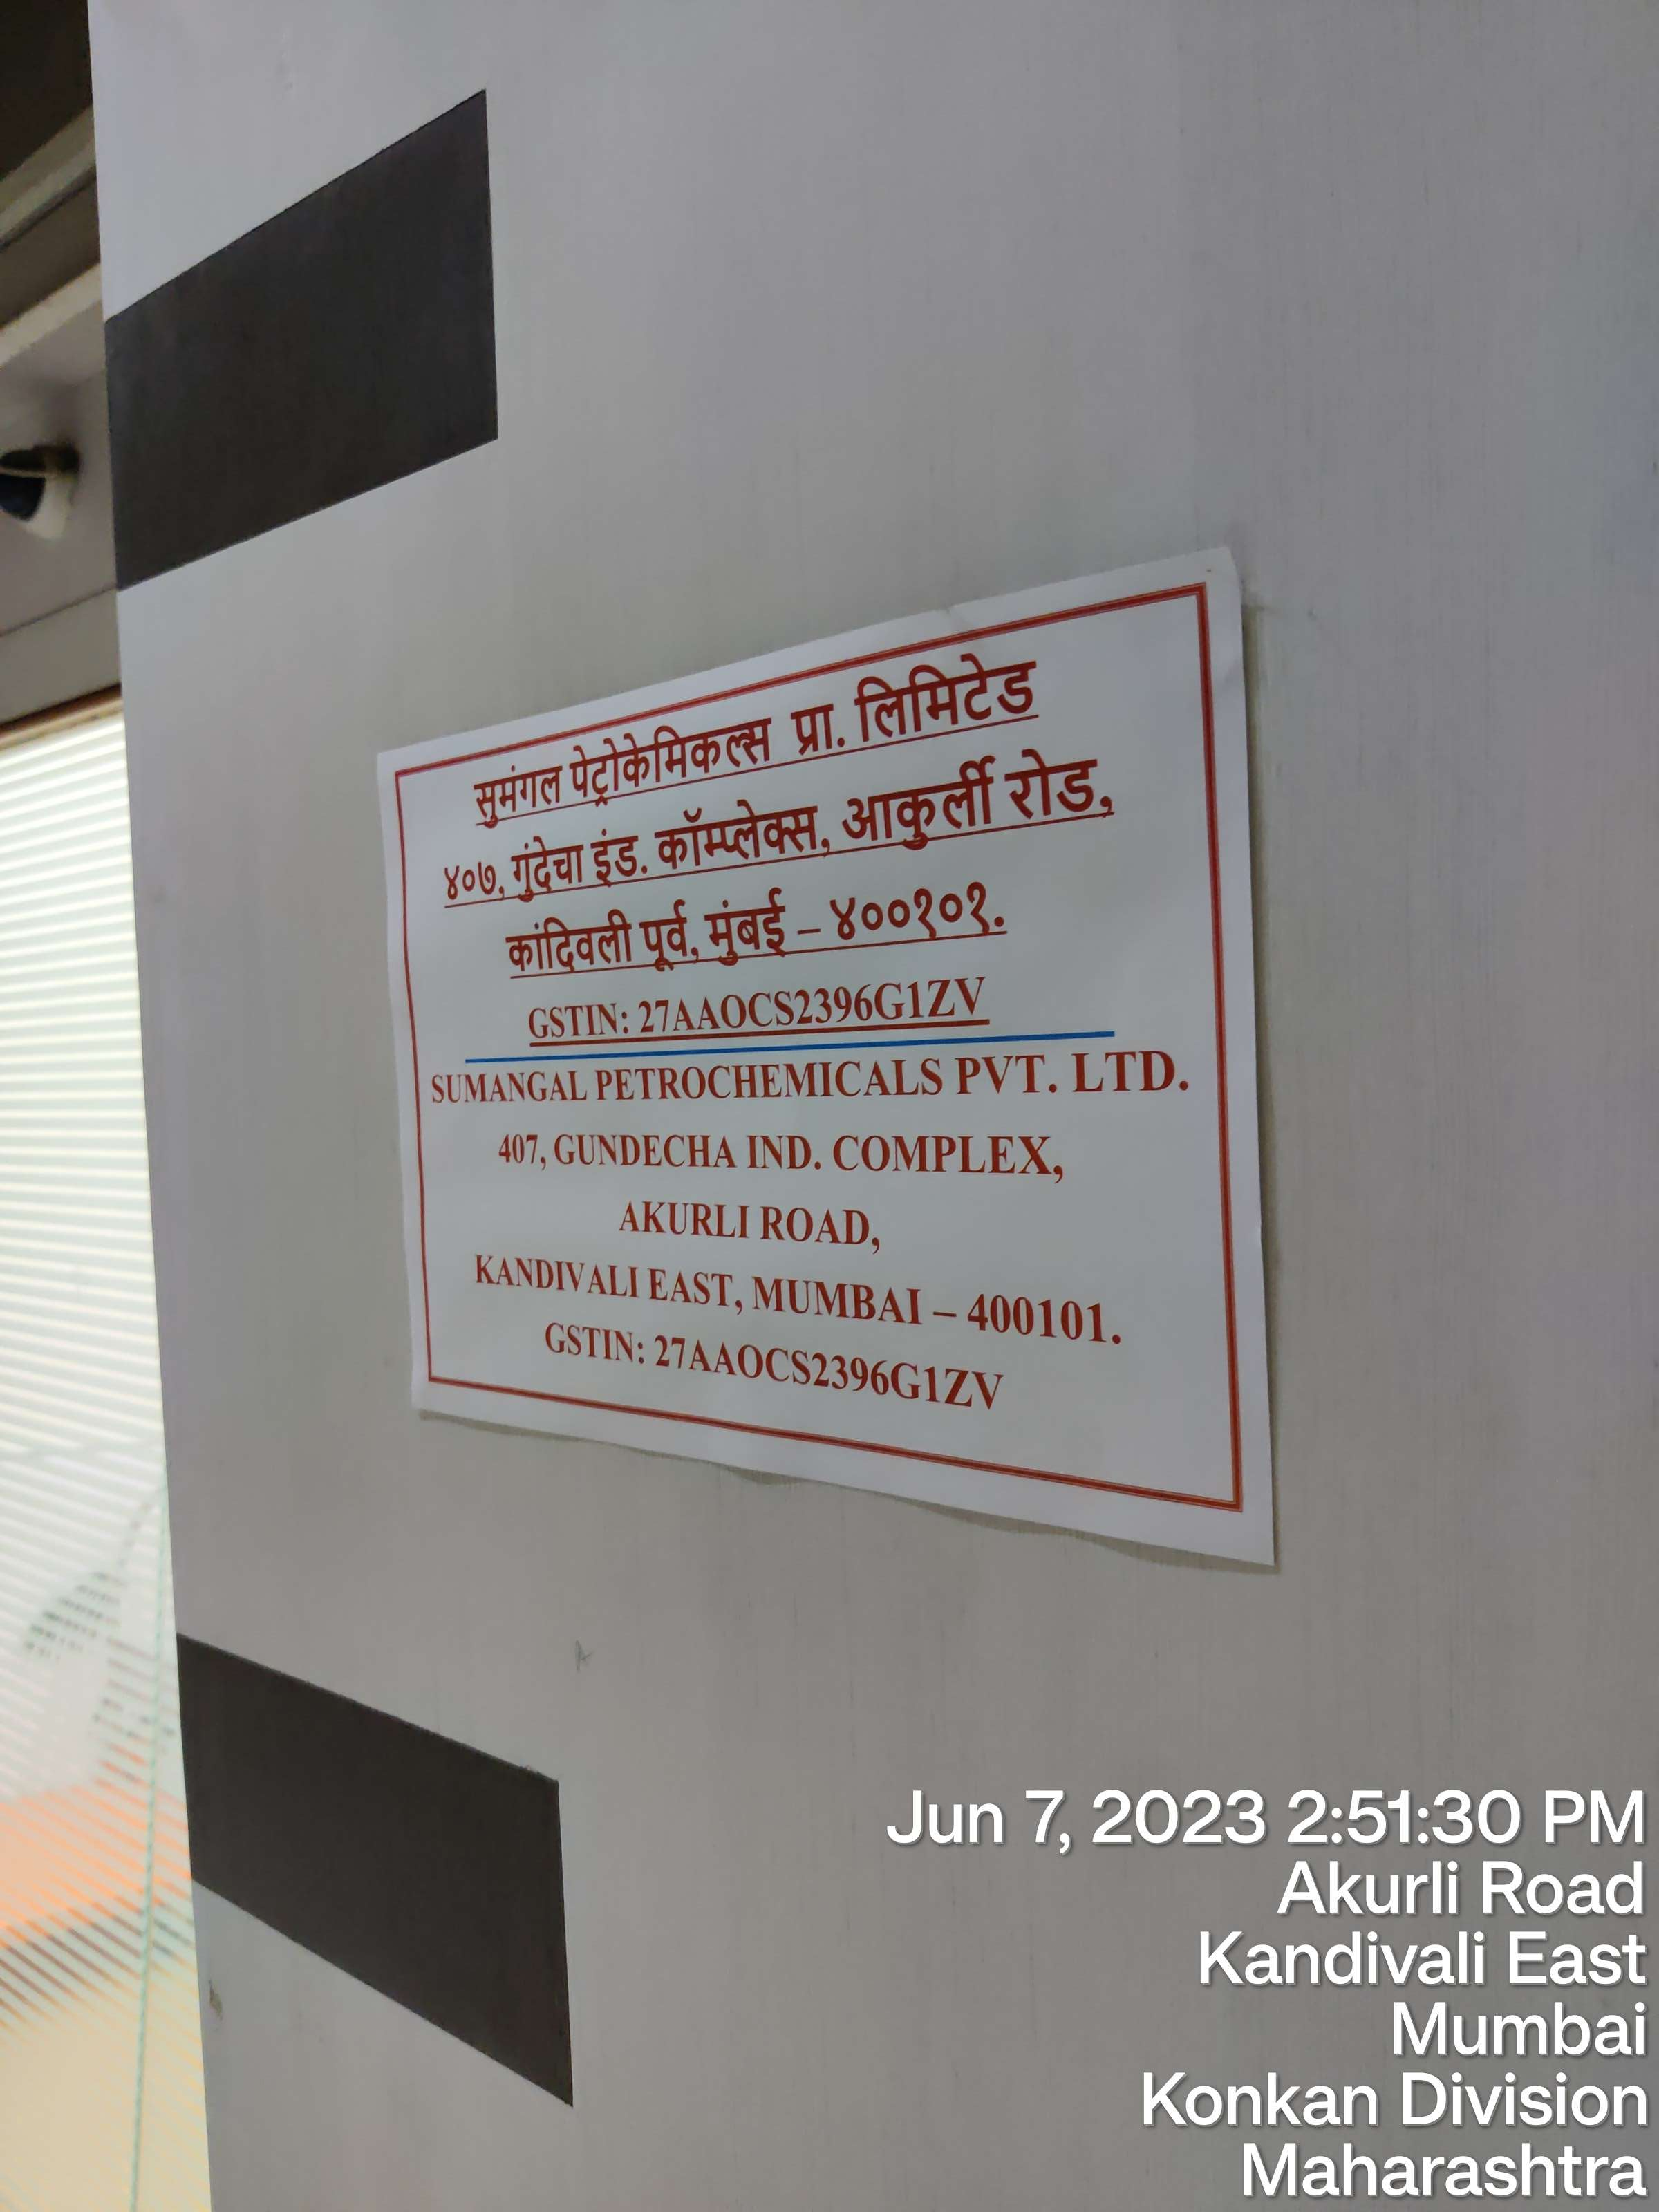 सुमंगल पेट्रोकेमिकल्स प्रा. लिमिटेड
४०७, गुंदेचा इंड. कॉम्प्लेक्स, आकुर्ली रोड,
कांदिवली पूर्व, मुंबई – ४००१०१.
GSTIN: 27AAOCS2396G1ZV
SUMANGAL PETROCHEMICALS PVT. LTD.
407, GUNDECHA IND. COMPLEX,
AKURLI ROAD,
KANDIVALI EAST, MUMBAI – 400101.
GSTIN: 27AAOCS2396G1ZV
Jun 7, 2023 2:51:30 PM
Akurli Road
Kandivali East
Mumbai
Konkan Division
Maharashtra